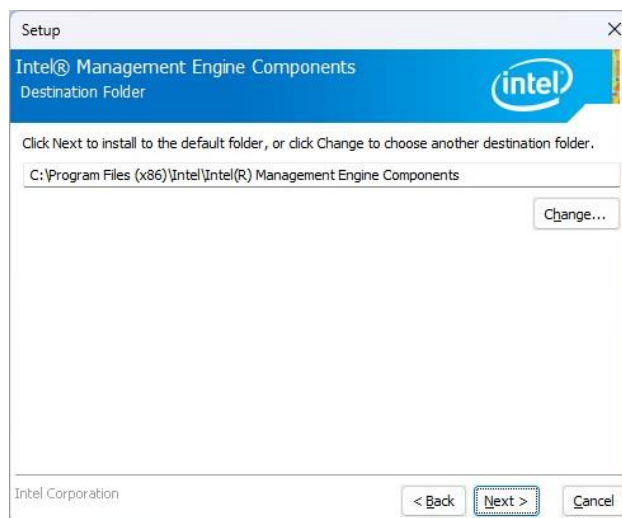 Setup
Intel® Management Engine Components
Destination Folder
intel
Click Next to install to the default folder, or click Change to choose another destination folder.
C:\Program Files (x86)\Intel\Intel(R) Management Engine Components
Change...
Intel Corporation
< Back Next > Cancel